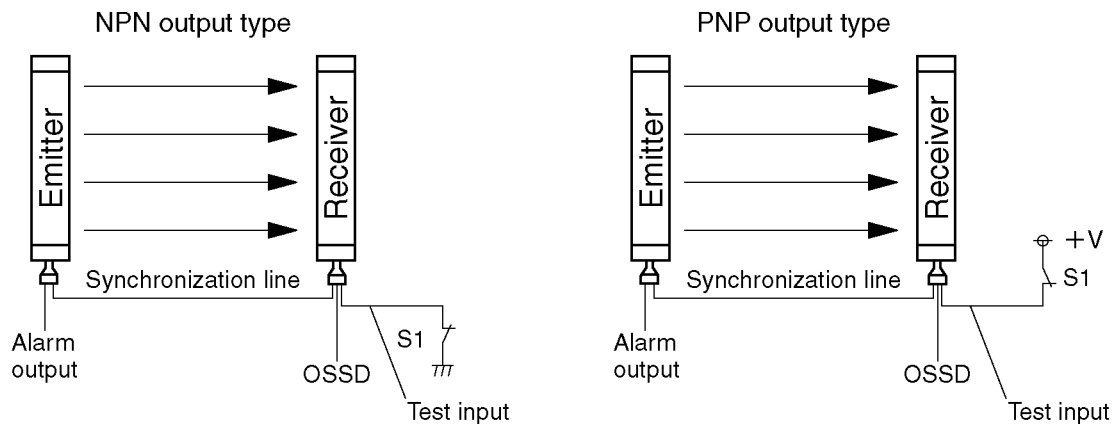 NPN output type
Emitter
Receiver
Synchronization line
Alarm
output
OSSD
S1
Test input
PNP output type
Emitter
Receiver
+V
S1
Synchronization line
Alarm
output
OSSD
Test input